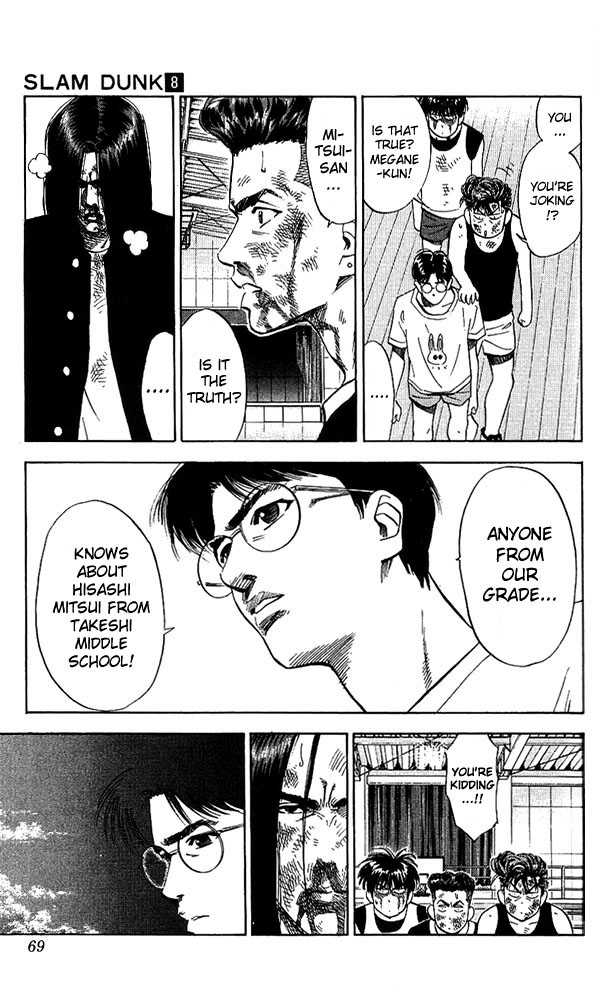 SLAM DUNK 8
YOU
...
YOU'RE
JOKING
!?
IS THAT
TRUE?
MEGANE
-KUN!
....
MI-
TSUI-
SAN
...
IS IT
THE
TRUTH?
....
ANYONE
FROM
OUR
GRADE...
KNOWS
ABOUT
HISASHI
MITSUI FROM
TAKESHI
MIDDLE
SCHOOL!
YOU'RE
KIDDING
...!!
69